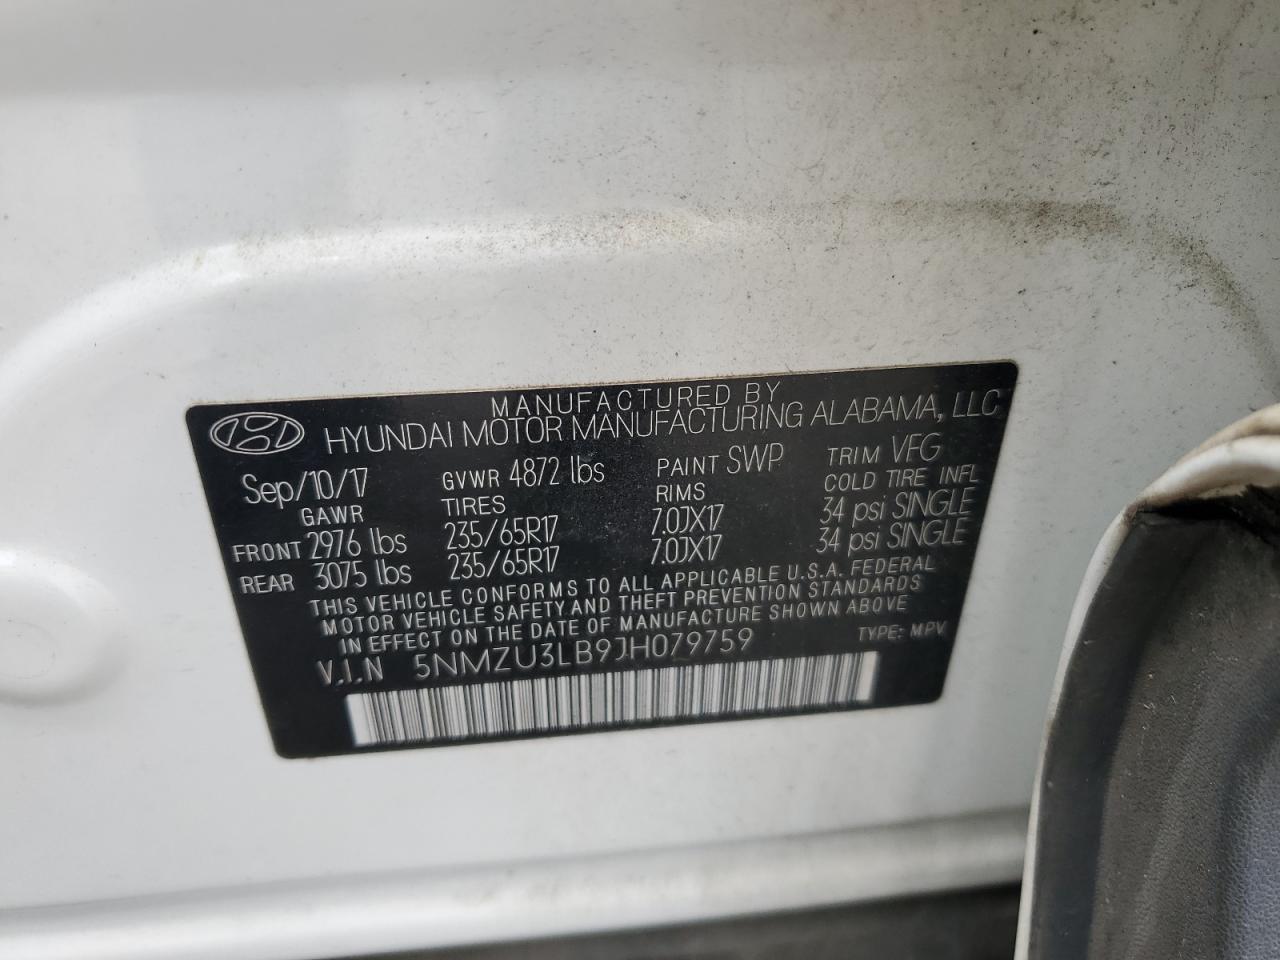 MANUFACTURED BY
HYUNDAI MOTOR MANUFACTURING ALABAMA, LLC
Sep/10/17 GVWR 4872 lbs PAINT SWP TRIM VFG
GAWR TIRES RIMS COLD TIRE INFL
FRONT 2976 lbs 235/65R17 7.0JX17 34 psi SINGLE
REAR 3075 lbs 235/65R17 7.0JX17 34 psi SINGLE
THIS VEHICLE CONFORMS TO ALL APPLICABLE U.S.A. FEDERAL
MOTOR VEHICLE SAFETY AND THEFT PREVENTION STANDARDS
IN EFFECT ON THE DATE OF MANUFACTURE SHOWN ABOVE
V.I.N 5NMZU3LB9JH079759 TYPE: MPV